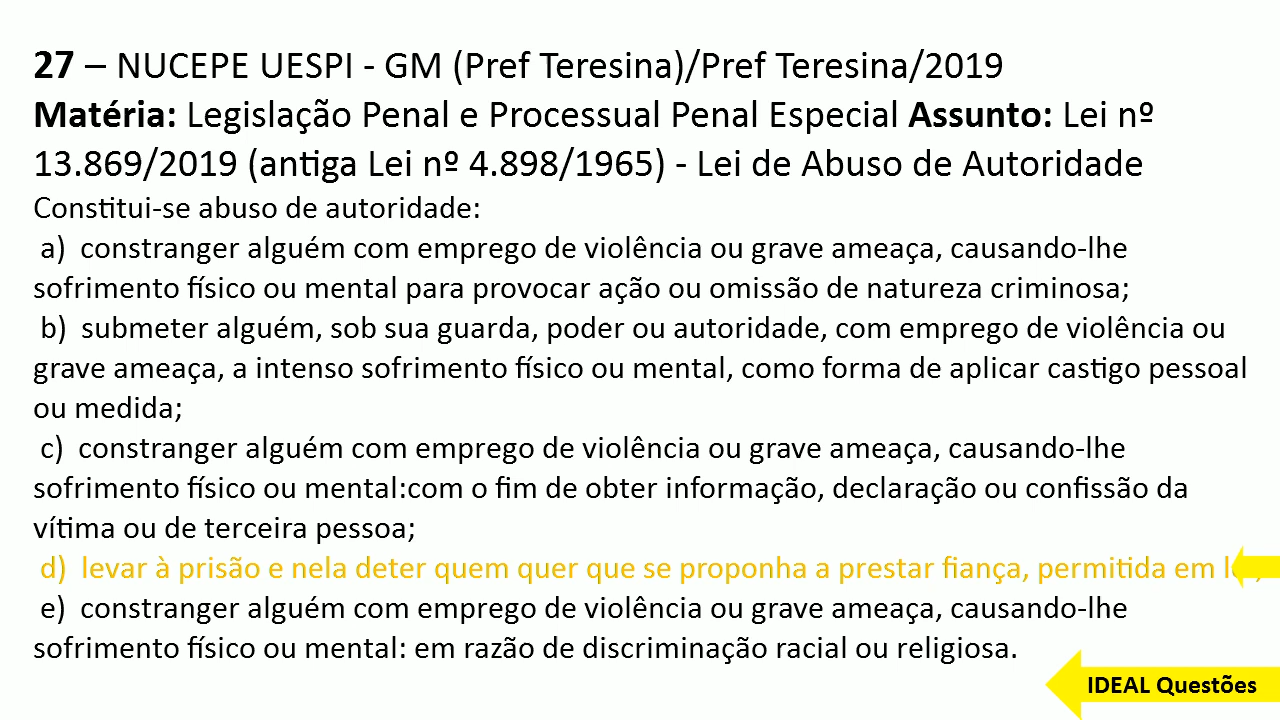 27 – NUCEPE UESPI - GM (Pref Teresina)/Pref Teresina/2019
Matéria: Legislação Penal e Processual Penal Especial Assunto: Lei nº
13.869/2019 (antiga Lei nº 4.898/1965) - Lei de Abuso de Autoridade
Constitui-se abuso de autoridade:
a) constranger alguém com emprego de violência ou grave ameaça, causando-lhe
sofrimento físico ou mental para provocar ação ou omissão de natureza criminosa;
b) submeter alguém, sob sua guarda, poder ou autoridade, com emprego de violência ou
grave ameaça, a intenso sofrimento físico ou mental, como forma de aplicar castigo pessoal
ou medida;
c) constranger alguém com emprego de violência ou grave ameaça, causando-lhe
sofrimento físico ou mental:com o fim de obter informação, declaração ou confissão da
vítima ou de terceira pessoa;
d) levar à prisão e nela deter quem quer que se proponha a prestar fiança, permitida em
e) constranger alguém com emprego de violência ou grave ameaça, causando-lhe
sofrimento físico ou mental: em razão de discriminação racial ou religiosa.
IDEAL Questões